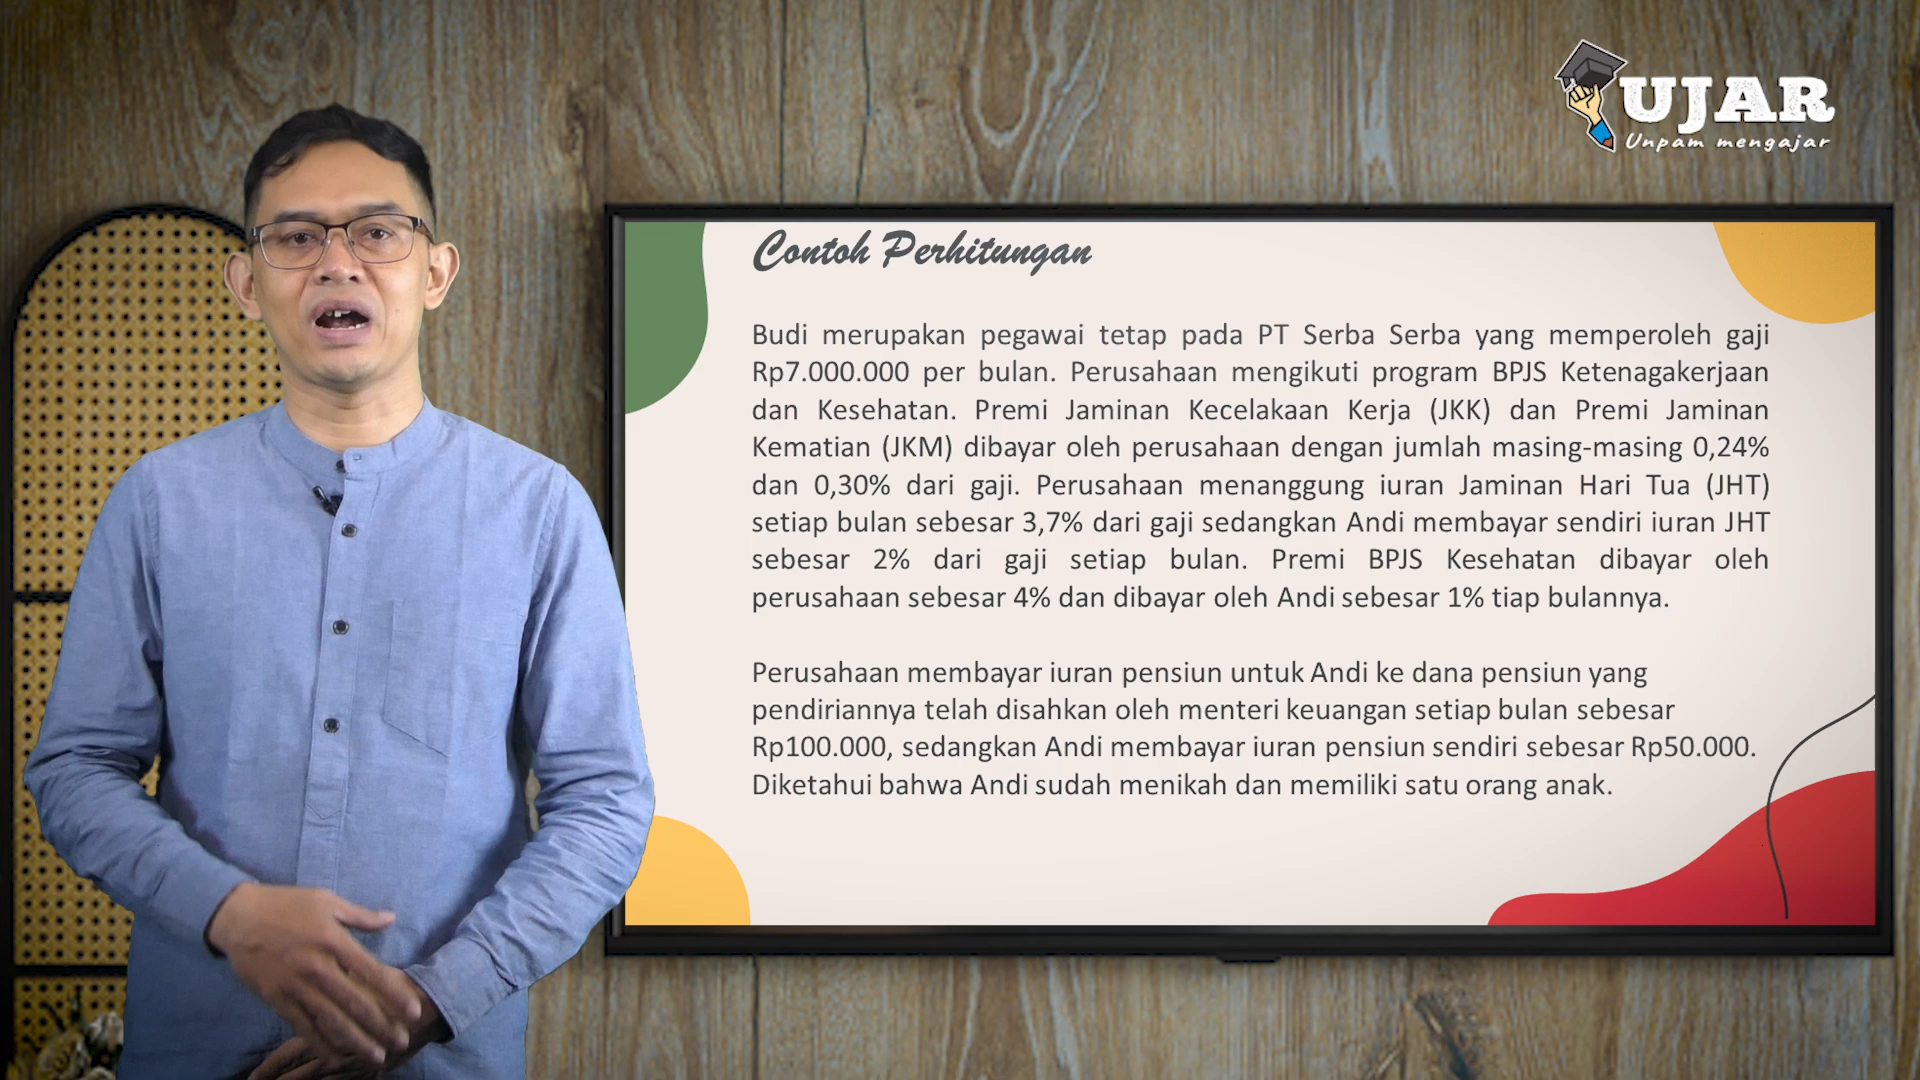 UJAR
Unpam mengajar
Contoh Perhitungan
Budi merupakan pegawai tetap pada PT Serba Serba yang memperoleh gaji
Rp7.000.000 per bulan. Perusahaan mengikuti program BPJS Ketenagakerjaan
dan Kesehatan. Premi Jaminan Kecelakaan Kerja (JKK) dan Premi Jaminan
Kematian (JKM) dibayar oleh perusahaan dengan jumlah masing-masing 0,24%
dan 0,30% dari gaji. Perusahaan menanggung iuran Jaminan Hari Tua (JHT)
setiap bulan sebesar 3,7% dari gaji sedangkan Andi membayar sendiri iuran JHT
sebesar 2% dari gaji setiap bulan. Premi BPJS Kesehatan dibayar oleh
perusahaan sebesar 4% dan dibayar oleh Andi sebesar 1% tiap bulannya.
Perusahaan membayar iuran pensiun untuk Andi ke dana pensiun yang
pendiriannya telah disahkan oleh menteri keuangan setiap bulan sebesar
Rp100.000, sedangkan Andi membayar iuran pensiun sendiri sebesar Rp50.000.
Diketahui bahwa Andi sudah menikah dan memiliki satu orang anak.